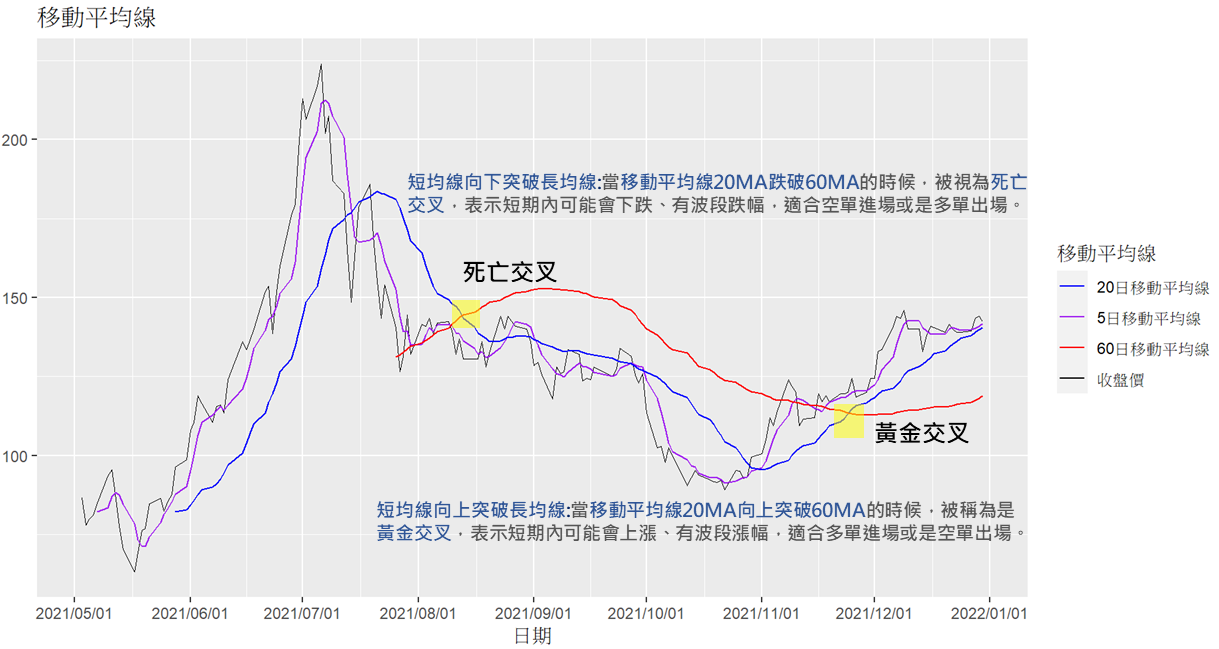 移動平均線
200
150
100
短均線向下突破長均線:當移動平均線20MA跌破60MA的時候，被視為死亡
交叉，表示短期內可能會下跌、有波段跌幅，適合空單進場或是多單出場。
死亡交叉
黃金交叉
短均線向上突破長均線:當移動平均線20MA向上突破60MA的時候，被稱為是
黃金交叉，表示短期內可能會上漲、有波段漲幅，適合多單進場或是空單出場。
2021/05/01 2021/06/01 2021/07/01 2021/08/01 2021/09/01 2021/10/01 2021/11/01 2021/12/01 2022/01/01
日期
移動平均線
20日移動平均線
5日移動平均線
60日移動平均線
收盤價